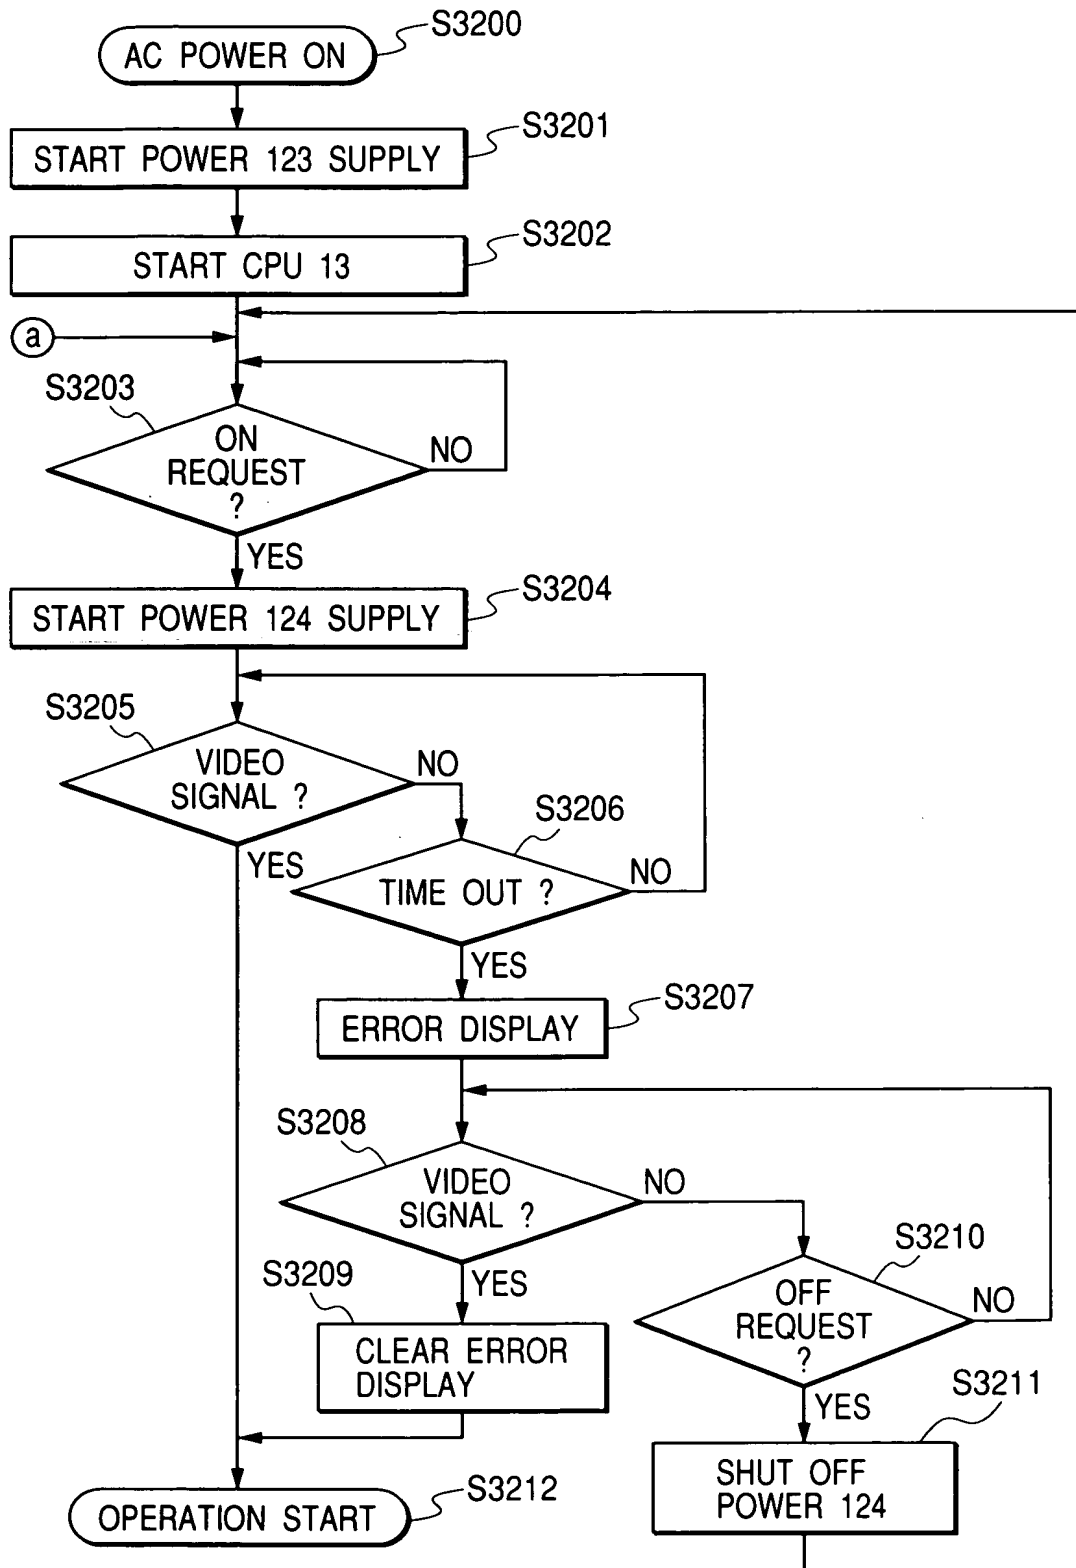 S3200
AC POWER ON
S3201
START POWER 123 SUPPLY
S3202
START CPU 13
a
S3203
ON
REQUEST
?
NO
YES
S3204
START POWER 124 SUPPLY
S3205
VIDEO
SIGNAL ?
NO
YES
S3206
TIME OUT ?
NO
YES
S3207
ERROR DISPLAY
S3208
VIDEO
SIGNAL ?
NO
YES
S3209
CLEAR ERROR
DISPLAY
S3210
OFF
REQUEST
?
NO
YES
S3211
SHUT OFF
POWER 124
S3212
OPERATION START